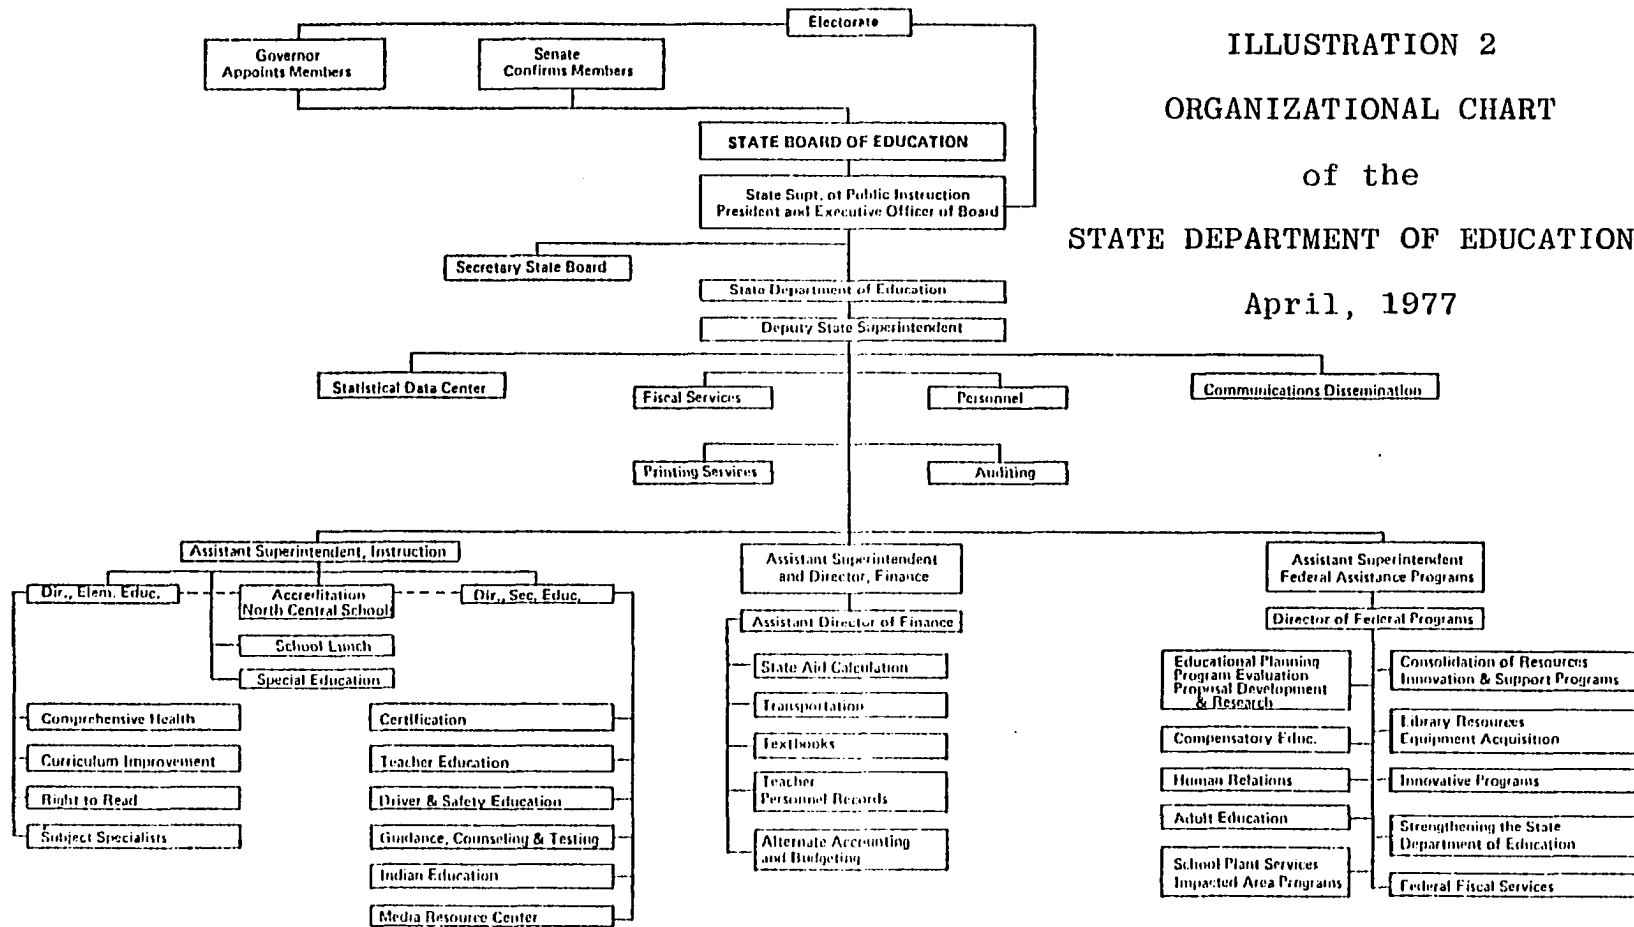 Electorate
ILLUSTRATION 2
ORGANIZATIONAL CHART
of the
STATE DEPARTMENT OF EDUCATION
April, 1977
Governor
Appoints Members
Senate
Confirms Members
STATE BOARD OF EDUCATION
State Supt. of Public Instruction
President and Executive Officer of Board
Secretary State Board
State Department of Education
Deputy State Superintendent
Statistical Data Center
Fiscal Services
Personnel
Communications Dissemination
Printing Services
Auditing
Assistant Superintendent, Instruction
Dir., Elem. Educ.
Accreditation
North Central School
Dir., Sec. Educ.
School Lunch
Special Education
Comprehensive Health
Curriculum Improvement
Right to Read
Subject Specialists
Certification
Teacher Education
Driver & Safety Education
Guidance, Counseling & Testing
Indian Education
Media Resource Center
Assistant Superintendent
and Director, Finance
Assistant Director of Finance
State Aid Calculation
Transportation
Textbooks
Teacher
Personnel Records
Alternate Accounting
and Budgeting
Assistant Superintendent
Federal Assistance Programs
Director of Federal Programs
Educational Planning
Program Evaluation
Proposal Development
& Research
Compensatory Educ.
Human Relations
Adult Education
School Plant Services
Impacted Area Programs
Consolidation of Resources
Innovation & Support Programs
Library Resources
Equipment Acquisition
Innovative Programs
Strengthening the State
Department of Education
Federal Fiscal Services